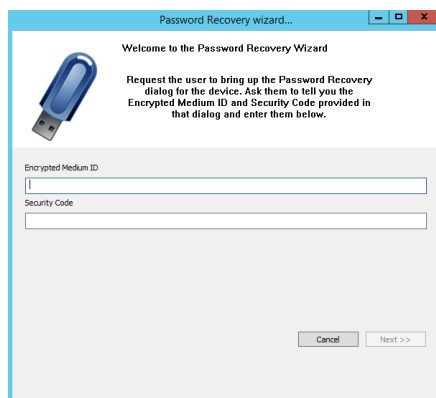 Password Recovery wizard...
Welcome to the Password Recovery Wizard
Request the user to bring up the Password Recovery
dialog for the device. Ask them to tell you the
Encrypted Medium ID and Security Code provided in
that dialog and enter them below.
Encrypted Medium ID
Security Code
Cancel
Next >>